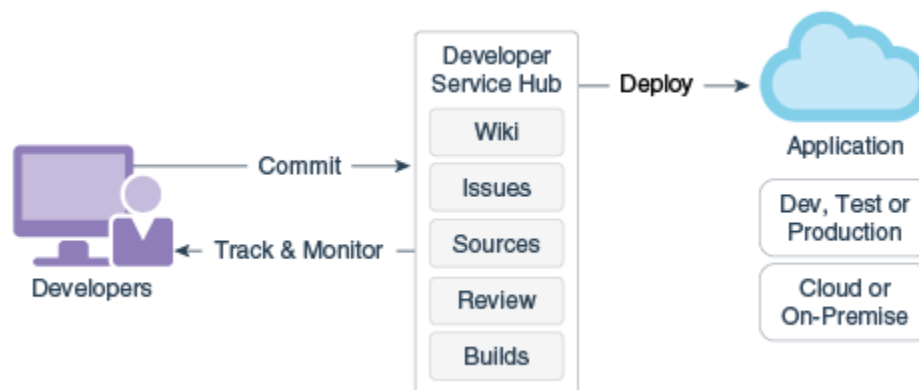 Developers
Commit
Track & Monitor
Developer
Service Hub
Wiki
Issues
Sources
Review
Builds
Deploy
Application
Dev, Test or
Production
Cloud or
On-Premise